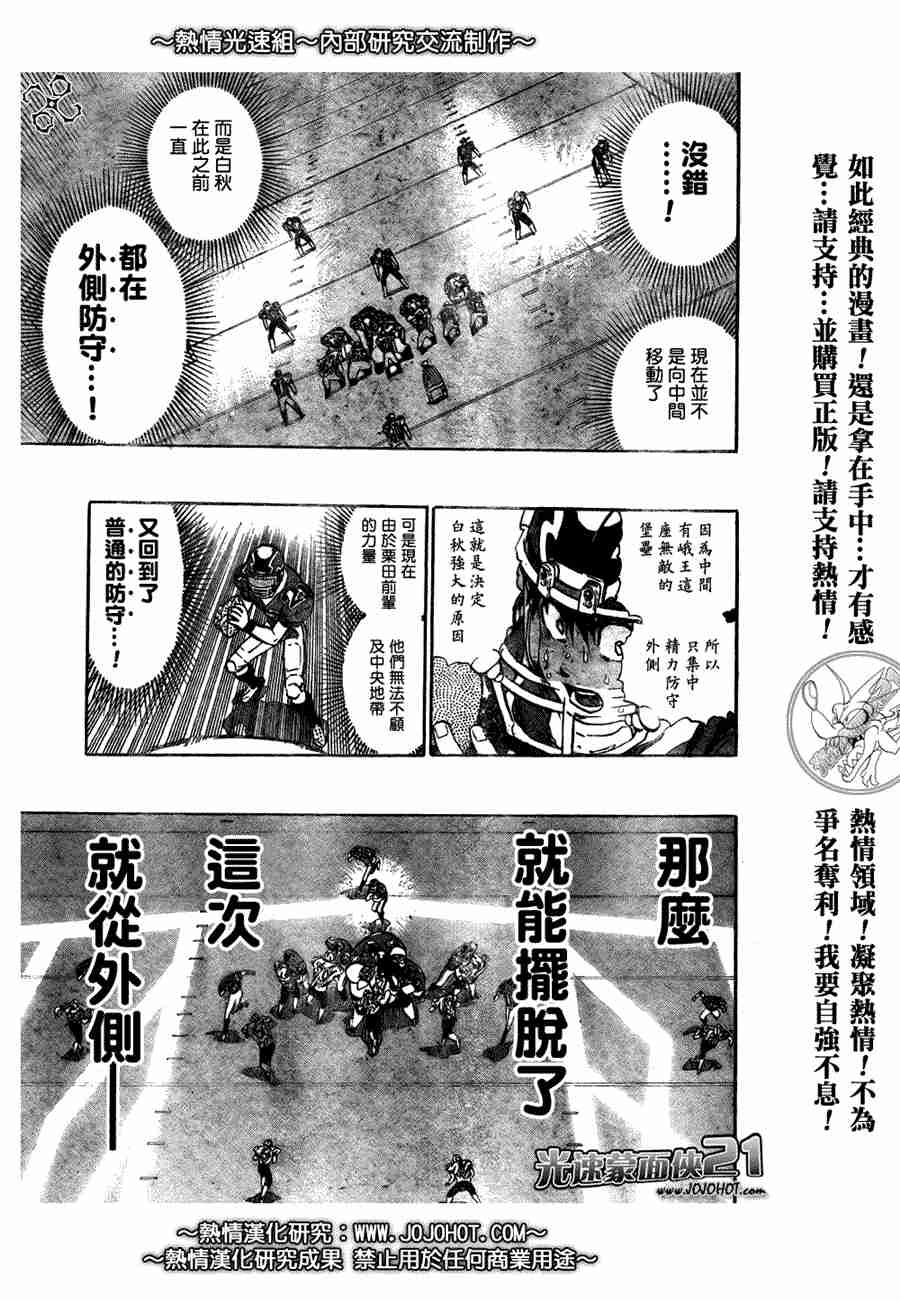 ～熱情光速組～內部研究交流制作～
沒錯
……！
現在並不
是向中間
移動了
而是白秋
在此之前
一直
都在
外側防守…！
因為中間
有峨王這
座無敵的
堡壘
所以
只集中
精力防守
外側
這就是決定
白秋強大的原因
可是現在
由於栗田前輩
的力量
他們無法不顧
及中央地帶
又回到了
普通的防守…！
那麼
就能擺脫了
這次
就從外側——
如此經典的漫畫！還是拿在手中…才有感
覺…請支持…並購買正版！請支持熱情！
熱情領域！凝聚熱情！不為
爭名奪利！我要自強不息！
光速蒙面俠21
www.JOJOHOT.com
～熱情漢化研究：WWW.JOJOHOT.COM～
～熱情漢化研究成果 禁止用於任何商業用途～